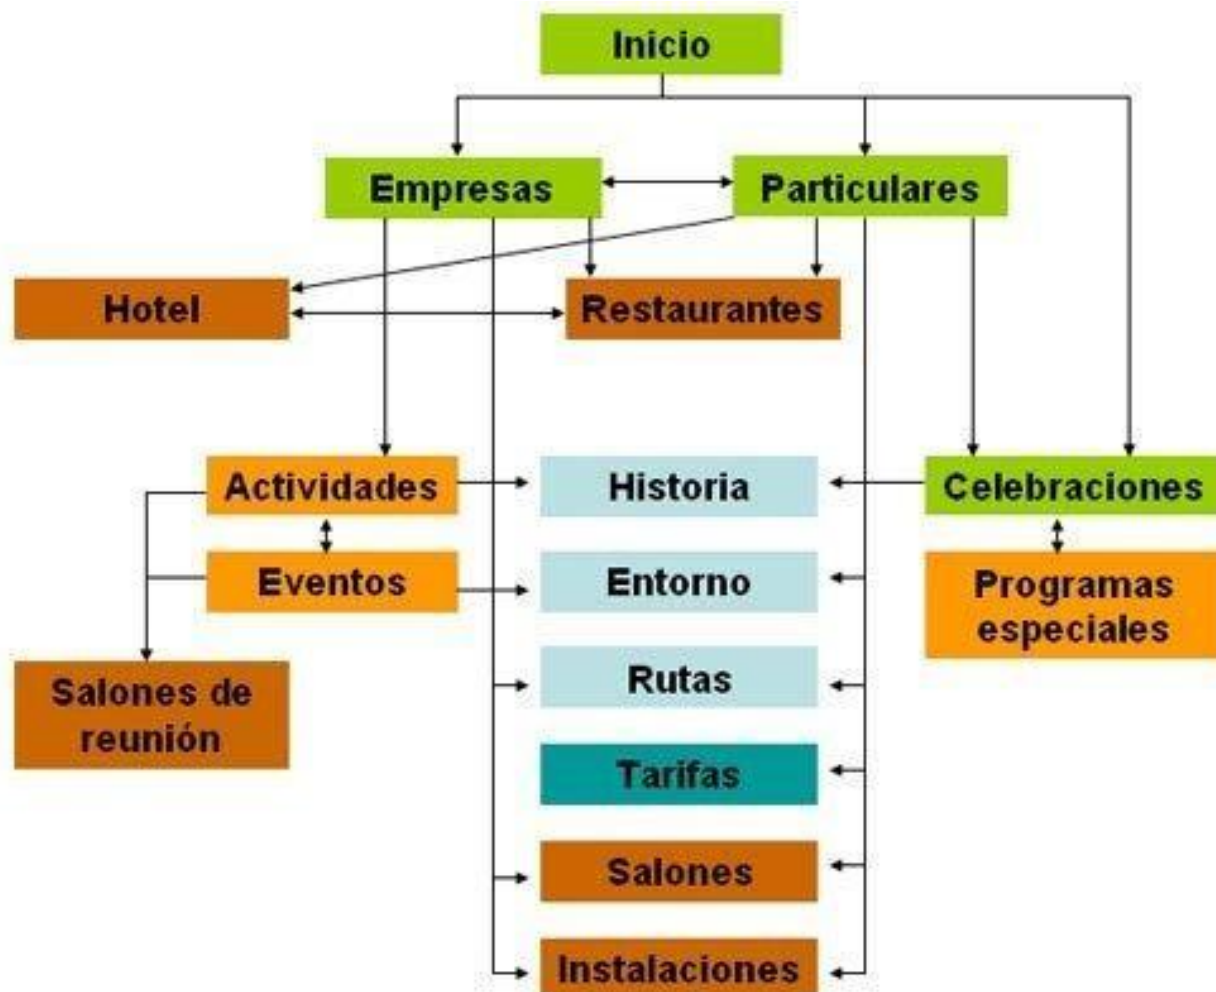 Inicio
Empresas
Particulares
Hotel
Restaurantes
Actividades
Historia
Celebraciones
Eventos
Entorno
Programas
especiales
Salones de
reunión
Rutas
Tarifas
Salones
Instalaciones